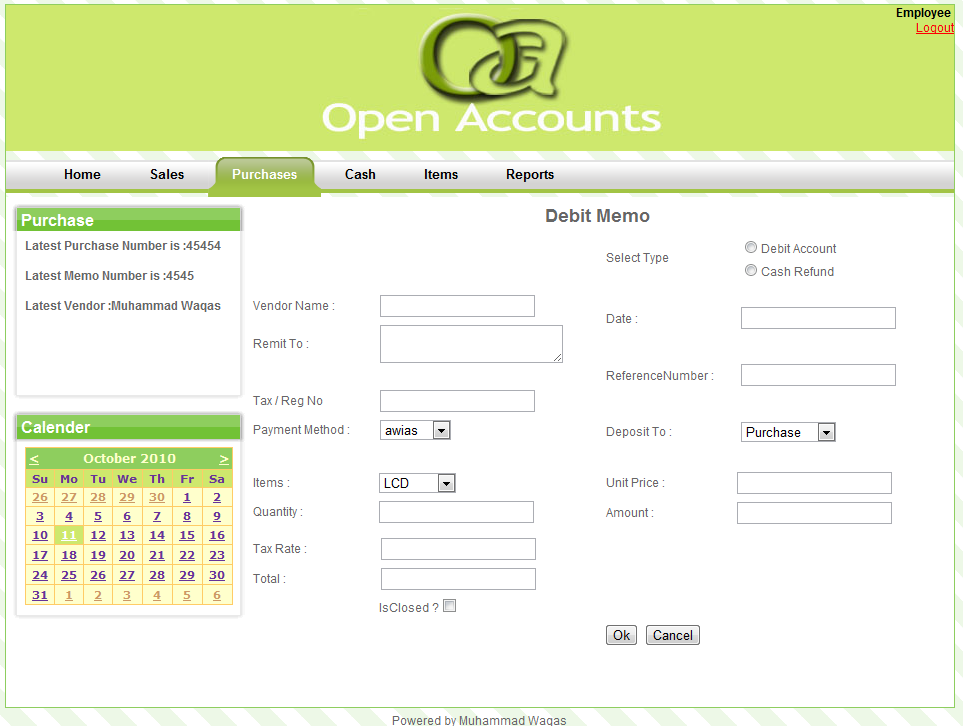 Employee
Logout
Oa
Open Accounts
Home Sales Purchases Cash Items Reports
Purchase
Latest Purchase Number is :45454
Latest Memo Number is :4545
Latest Vendor :Muhammad Waqas
Calender
< October 2010 >
Su Mo Tu We Th Fr Sa
26 27 28 29 30 1 2
3 4 5 6 7 8 9
10 11 12 13 14 15 16
17 18 19 20 21 22 23
24 25 26 27 28 29 30
31 1 2 3 4 5 6
Debit Memo
Select Type
Debit Account
Cash Refund
Vendor Name :
Date :
Remit To :
ReferenceNumber :
Tax / Reg No
Payment Method : awias
Deposit To : Purchase
Items : LCD
Unit Price :
Quantity :
Amount :
Tax Rate :
Total :
IsClosed ?
Ok Cancel
Powered by Muhammad Waqas